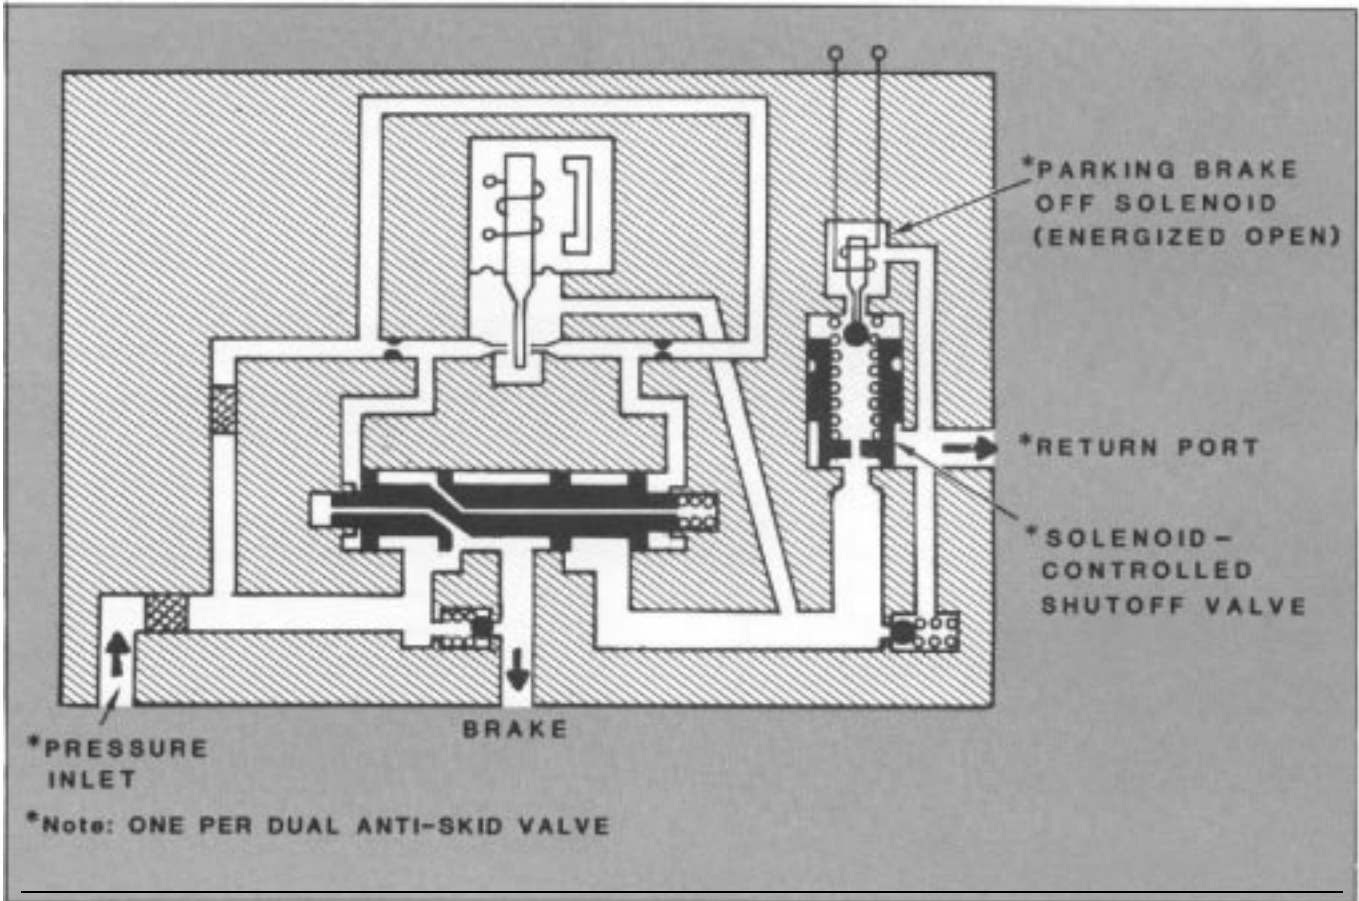 *PARKING BRAKE
OFF SOLENOID
(ENERGIZED OPEN)
*RETURN PORT
*SOLENOID-
CONTROLLED
SHUTOFF VALVE
BRAKE
*PRESSURE
INLET
*Note: ONE PER DUAL ANTI-SKID VALVE